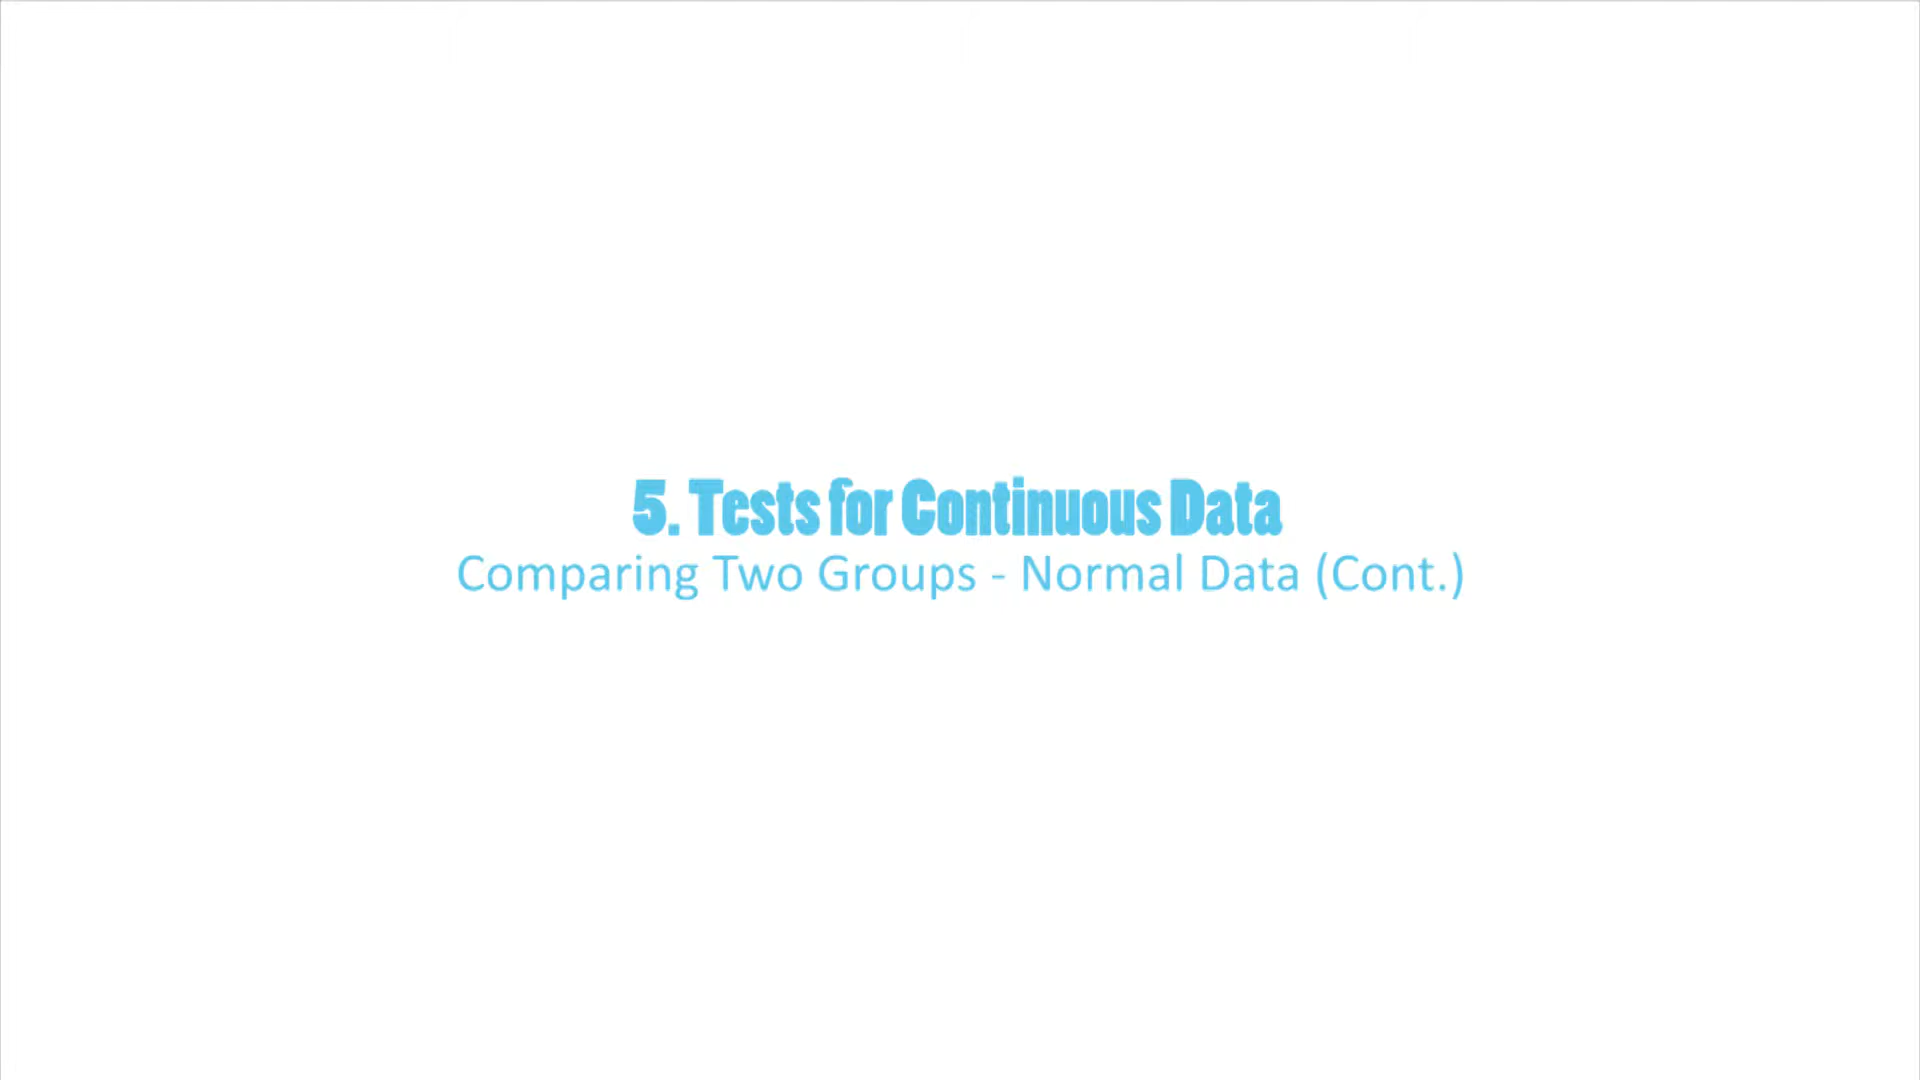 5. Tests for Continuous Data
Comparing Two Groups - Normal Data (Cont.)